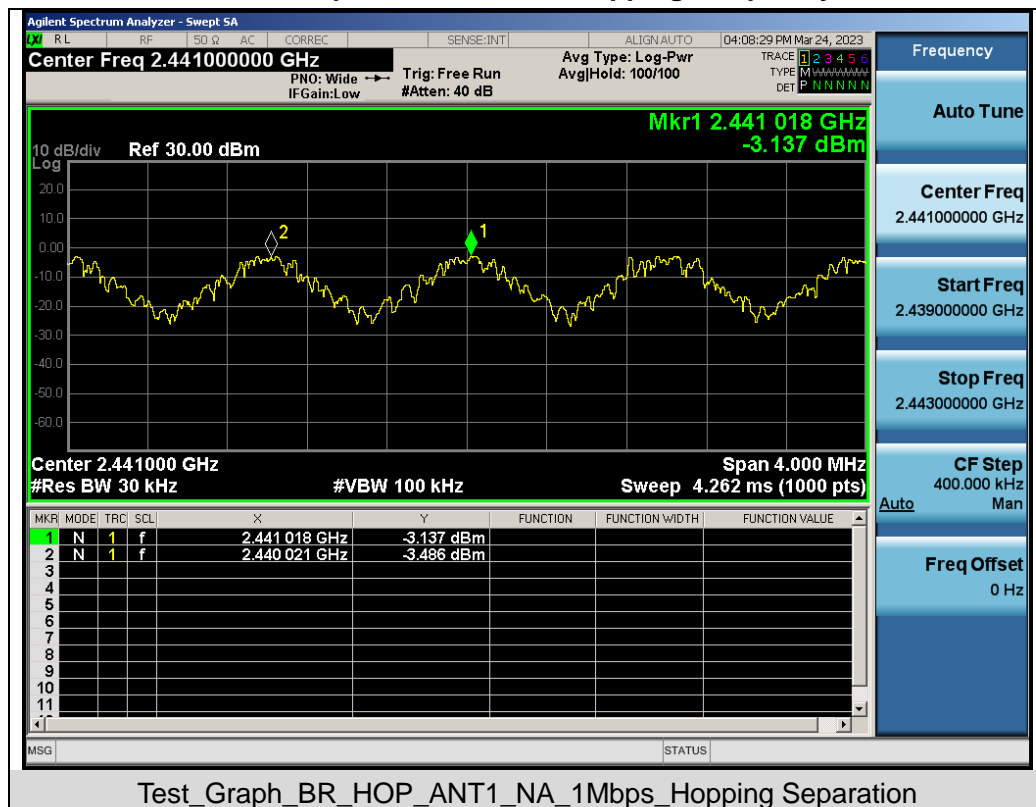 Agilent Spectrum Analyzer - Swept SA
LXI RL RF 50 Ω AC CORREC SENSE:INT ALIGN AUTO 04:08:29 PM Mar 24, 2023
Center Freq 2.441000000 GHz
PNO: Wide
IFGain:Low
Trig: Free Run
#Atten: 40 dB
Avg Type: Log-Pwr
Avg|Hold: 100/100
TRACE 1 2 3 4 5 6
TYPE M
DET P N N N N N
Mkr1 2.441 018 GHz
-3.137 dBm
10 dB/div Ref 30.00 dBm
Log
20.0
10.0
0.00
-10.0
-20.0
-30.0
-40.0
-50.0
-60.0
2
1
Center 2.441000 GHz Span 4.000 MHz
#Res BW 30 kHz #VBW 100 kHz Sweep 4.262 ms (1000 pts)
MKR MODE TRC SCL X Y FUNCTION FUNCTION WIDTH FUNCTION VALUE
1 N 1 f 2.441 018 GHz -3.137 dBm
2 N 1 f 2.440 021 GHz -3.486 dBm
3
4
5
6
7
8
9
10
11
MSG STATUS
Frequency
Auto Tune
Center Freq
2.441000000 GHz
Start Freq
2.439000000 GHz
Stop Freq
2.443000000 GHz
CF Step
400.000 kHz
Auto Man
Freq Offset
0 Hz
Test_Graph_BR_HOP_ANT1_NA_1Mbps_Hopping Separation